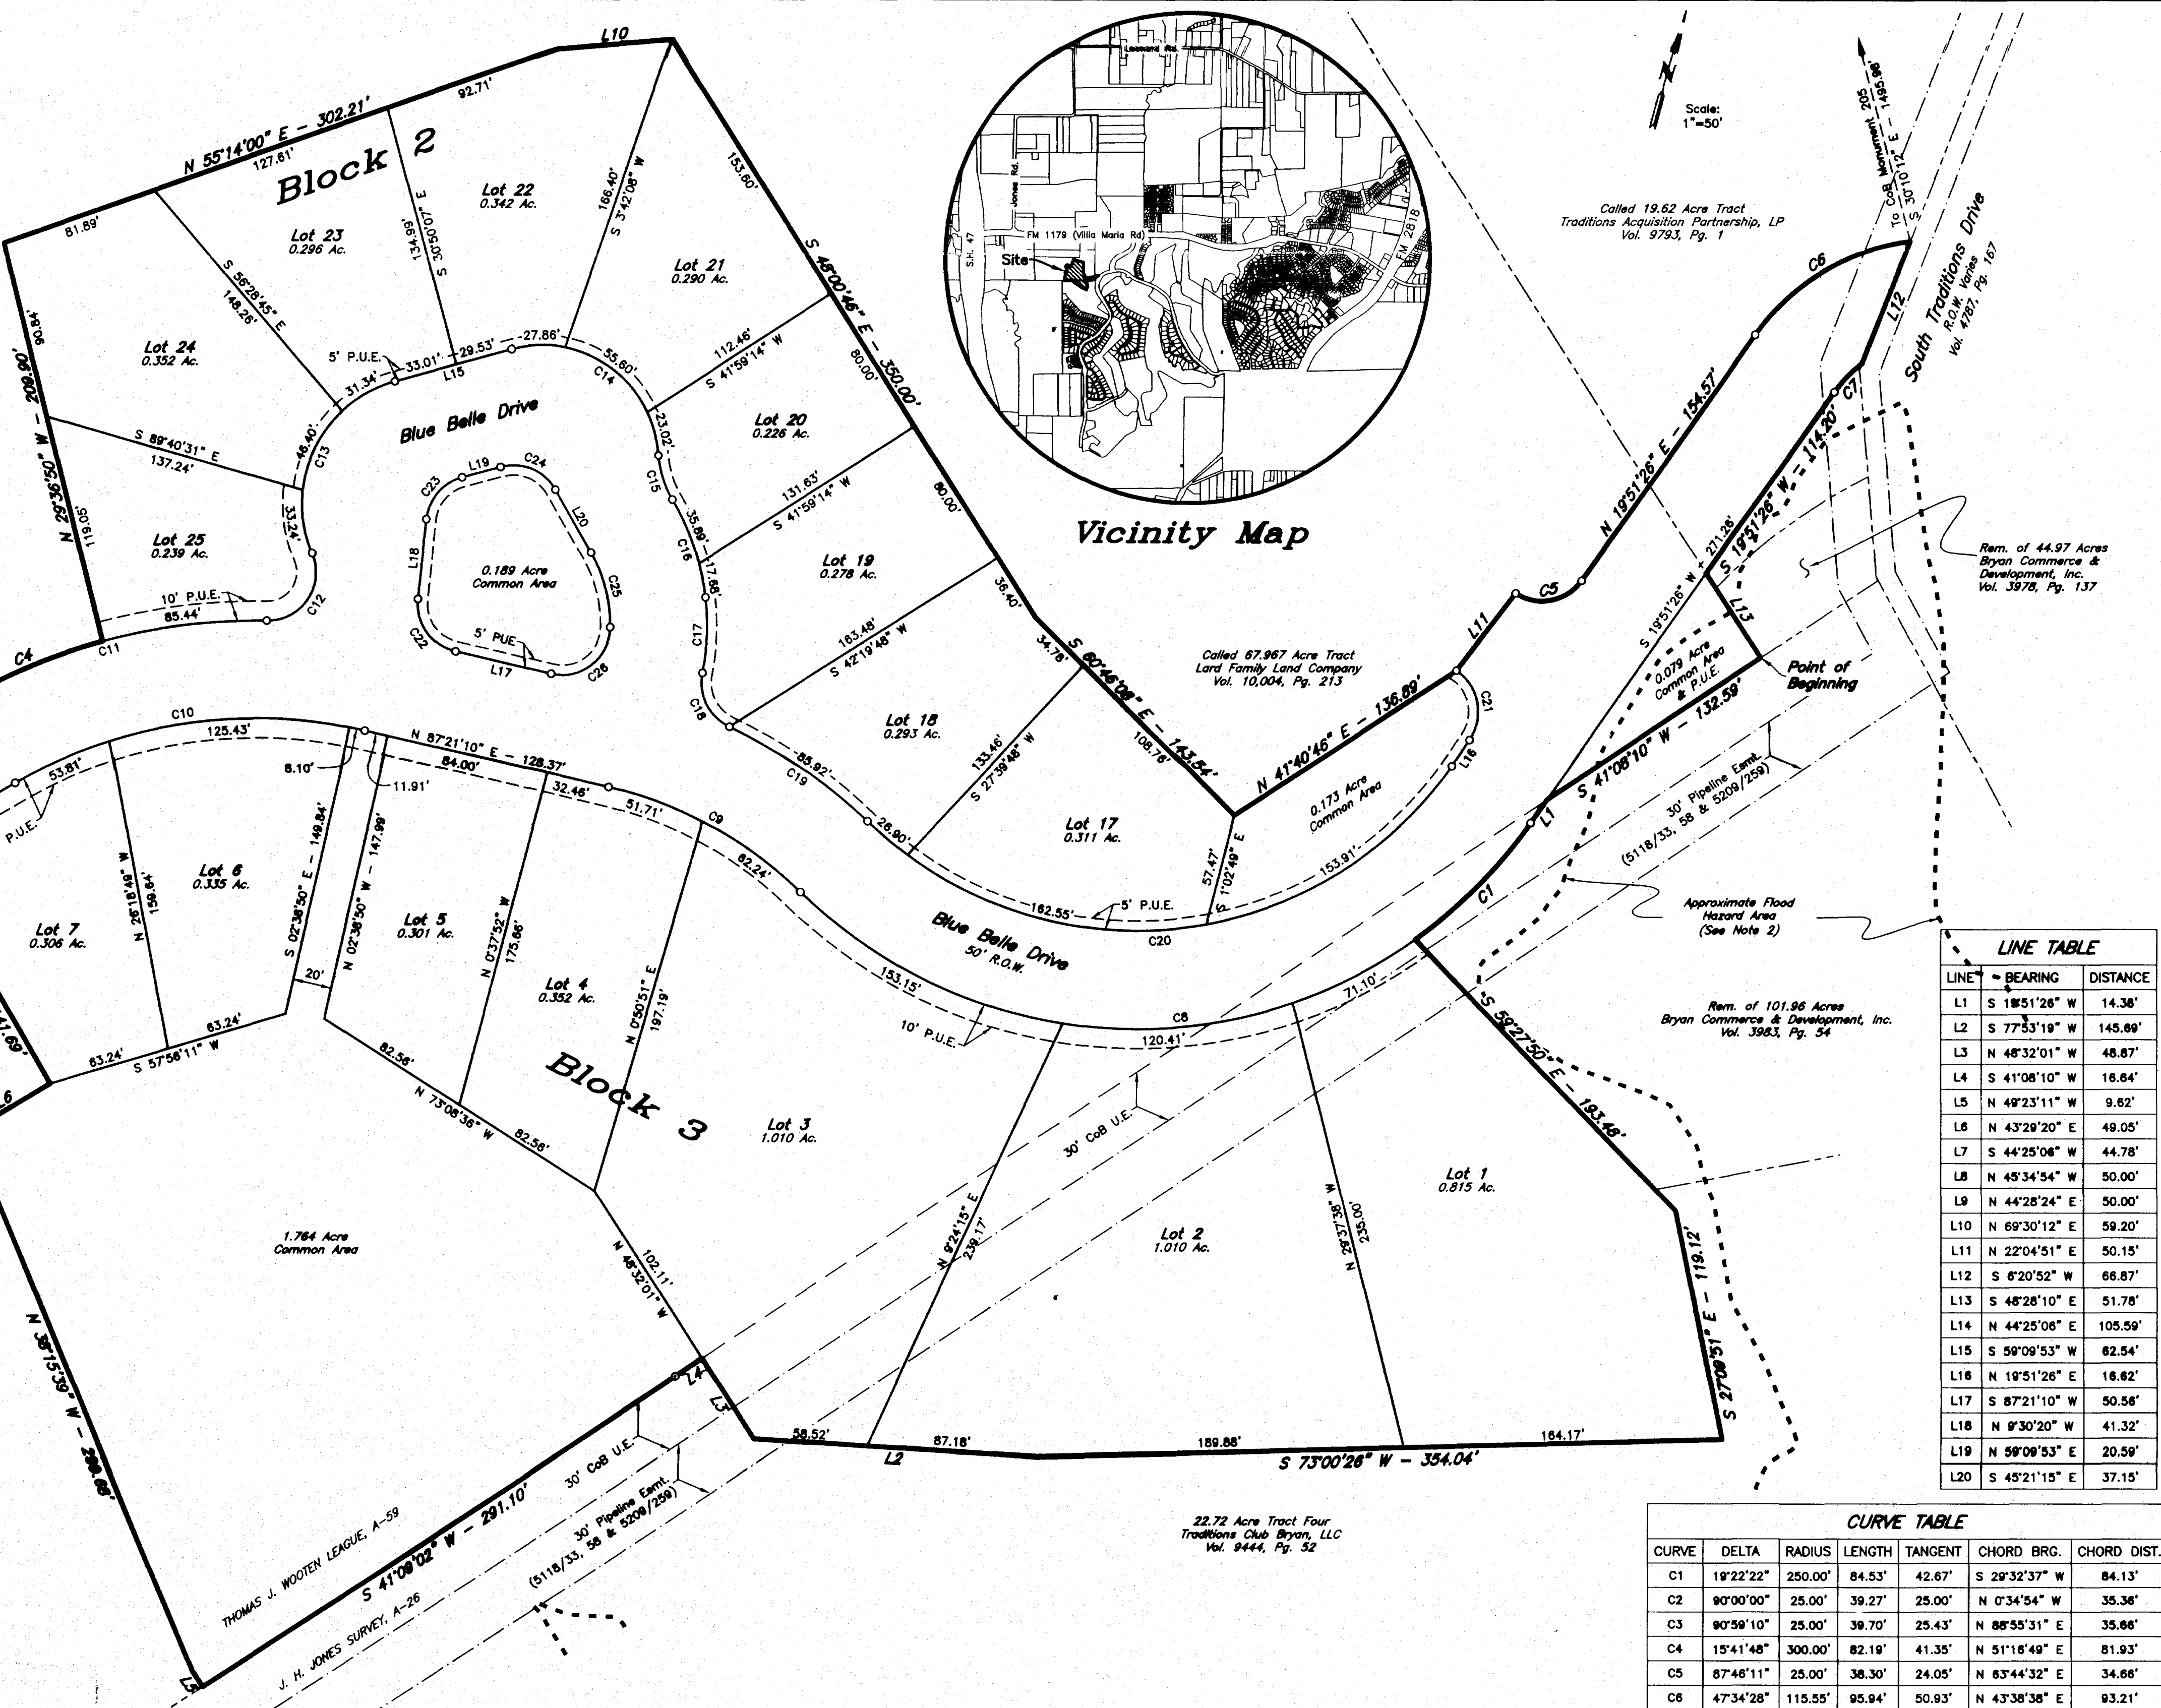 L10
92.71'
N 55°14'00" E - 302.21'
127.61'
81.89'
Block 2
Lot 22
0.342 Ac.
Lot 23
0.296 Ac.
134.99'
S 30°50'07" E
166.40'
S 3°42'08" W
153.60'
S 48°00'46" E - 350.00'
Lot 21
0.290 Ac.
S 56°28'45" E
148.26'
90.84'
N 29°36'50" W - 209.90'
Lot 24
0.352 Ac.
5' P.U.E.
31.34'
33.01'
29.53'
L15
27.86'
55.60'
C14
112.46'
S 41°59'14" W
80.00'
Blue Belle Drive
S 89°40'31" E
137.24'
46.40'
C13
23.02'
Lot 20
0.226 Ac.
119.05'
33.24'
Lot 25
0.239 Ac.
10' P.U.E.
85.44'
C12
C11
C4
C23
L19
C24
L20
L18
0.189 Acre
Common Area
C25
5' PUE
C22
L17
C26
C15
35.89'
C16
17.68'
C17
C18
131.63'
S 41°59'14" W
80.00'
Lot 19
0.278 Ac.
36.40'
163.48'
S 42°19'48" W
34.78'
S 60°46'08" E - 143.54'
108.76'
Lot 18
0.293 Ac.
85.92'
C19
133.46'
S 27°39'48" W
26.90'
Lot 17
0.311 Ac.
57.47'
S 1°02'49" E
162.55'
5' P.U.E.
C20
153.91'
Leonard Rd.
Jones Rd.
S.H. 47
FM 1179 (Villia Maria Rd)
FM 2818
Site
Vicinity Map
Scale:
1"=50'
To CoB Monument 205
S 30°10'12" E - 1495.98'
Called 19.62 Acre Tract
Traditions Acquisition Partnership, LP
Vol. 9793, Pg. 1
South Traditions Drive
R.O.W. Varies
Vol. 4787, Pg. 167
C6
L12
C7
N 19°51'26" E - 154.57'
S 19°51'26" W - 114.20'
S 19°51'26" W - 271.26'
C5
L11
L13
Rem. of 44.97 Acres
Bryan Commerce &
Development, Inc.
Vol. 3978, Pg. 137
Called 67.967 Acre Tract
Lard Family Land Company
Vol. 10,004, Pg. 213
0.079 Acre
Common Area
& P.U.E.
Point of
Beginning
N 41°40'46" E - 136.89'
C21
L16
0.173 Acre
Common Area
S 41°08'10" W - 132.59'
L1
30' Pipeline Esmt.
(5118/33, 58 & 5209/259)
C1
Approximate Flood
Hazard Area
(See Note 2)
C10
125.43'
53.81'
P.U.E.
8.10'
11.91'
N 87°21'10" E - 128.37'
84.00'
32.46'
51.71'
C9
62.24'
N 26°18'49" W
159.64'
Lot 6
0.335 Ac.
S 02°38'50" E - 149.84'
N 02°38'50" W - 147.99'
Lot 5
0.301 Ac.
N 0°37'52" W
175.66'
Lot 7
0.306 Ac.
Lot 4
0.352 Ac.
N 0°50'51" E
197.19'
20'
63.24'
63.24'
S 57°56'11" W
82.56'
N 73°08'36" W
82.56'
Block 3
Blue Belle Drive
50' R.O.W.
153.15'
10' P.U.E.
C8
120.41'
71.10'
S 59°27'50" E - 193.48'
Rem. of 101.96 Acres
Bryan Commerce & Development, Inc.
Vol. 3983, Pg. 54
Lot 3
1.010 Ac.
30' CoB U.E.
Lot 1
0.815 Ac.
Lot 2
1.010 Ac.
N 9°24'15" E
239.17'
N 29°37'38" W
235.00'
1.764 Acre
Common Area
102.11'
N 48°32'01" W
S 27°00'51" E - 119.12'
L4
L3
58.52'
87.18'
L2
189.88'
164.17'
S 73°00'26" W - 354.04'
S 41°09'02" W - 291.10'
30' CoB U.E.
30' Pipeline Esmt.
(5118/33, 58 & 5209/259)
THOMAS J. WOOTEN LEAGUE, A-59
J. H. JONES SURVEY, A-26
L5
22.72 Acre Tract Four
Traditions Club Bryan, LLC
Vol. 9444, Pg. 52
LINE TABLE
LINE BEARING DISTANCE
L1 S 19°51'26" W 14.38'
L2 S 77°53'19" W 145.69'
L3 N 48°32'01" W 48.87'
L4 S 41°08'10" W 16.64'
L5 N 49°23'11" W 9.62'
L6 N 43°29'20" E 49.05'
L7 S 44°25'06" W 44.78'
L8 N 45°34'54" W 50.00'
L9 N 44°28'24" E 50.00'
L10 N 69°30'12" E 59.20'
L11 N 22°04'51" E 50.15'
L12 S 6°20'52" W 66.87'
L13 S 48°28'10" E 51.78'
L14 N 44°25'06" E 105.59'
L15 S 59°09'53" W 62.54'
L16 N 19°51'26" E 16.62'
L17 S 87°21'10" W 50.56'
L18 N 9°30'20" W 41.32'
L19 N 59°09'53" E 20.59'
L20 S 45°21'15" E 37.15'
CURVE TABLE
CURVE DELTA RADIUS LENGTH TANGENT CHORD BRG. CHORD DIST.
C1 19°22'22" 250.00' 84.53' 42.67' S 29°32'37" W 84.13'
C2 90°00'00" 25.00' 39.27' 25.00' N 0°34'54" W 35.36'
C3 90°59'10" 25.00' 39.70' 25.43' N 88°55'31" E 35.66'
C4 15°41'48" 300.00' 82.19' 41.35' N 51°16'49" E 81.93'
C5 87°46'11" 25.00' 38.30' 24.05' N 63°44'32" E 34.66'
C6 47°34'28" 115.55' 95.94' 50.93' N 43°38'38" E 93.21'